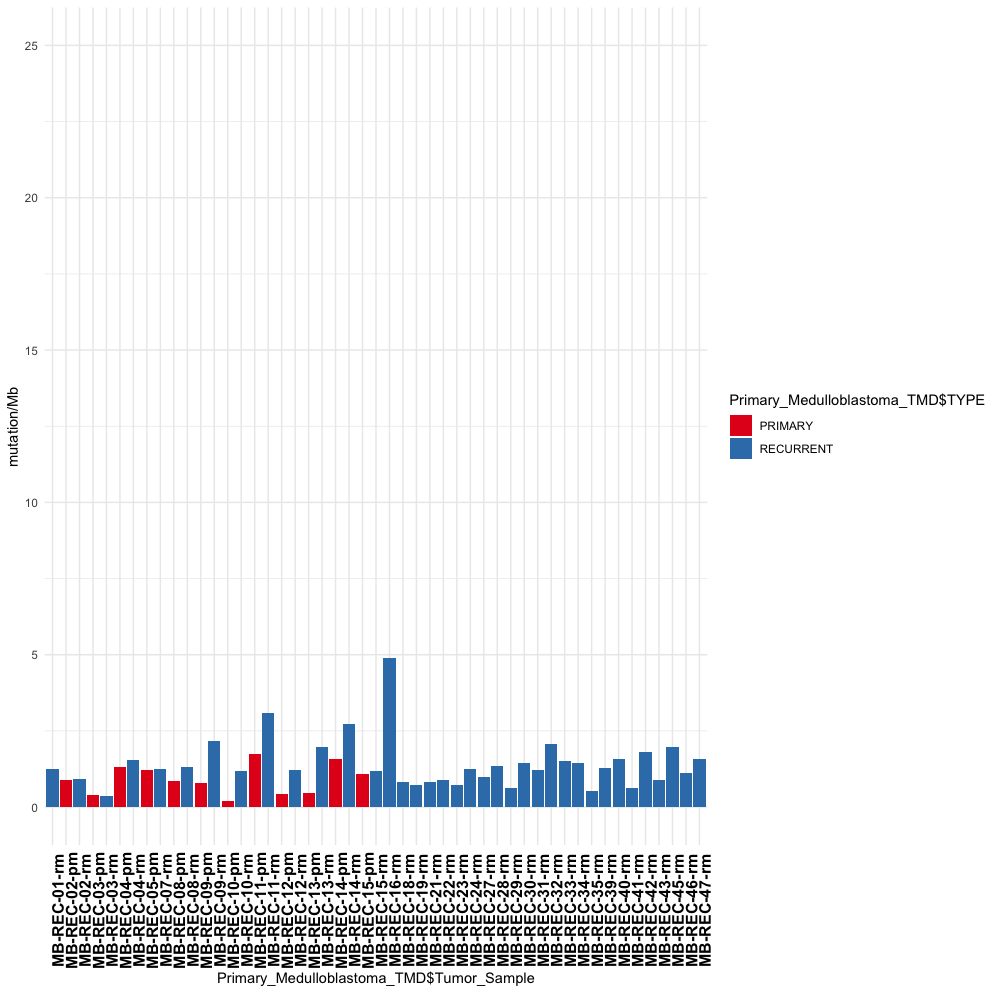 25
20
15
10
5
0
mutation/Mb
MB-REC-01-rm
MB-REC-02-pm
MB-REC-02-rm
MB-REC-03-pm
MB-REC-03-rm
MB-REC-04-pm
MB-REC-04-rm
MB-REC-05-pm
MB-REC-07-rm
MB-REC-08-pm
MB-REC-08-rm
MB-REC-09-pm
MB-REC-09-rm
MB-REC-10-pm
MB-REC-10-rm
MB-REC-11-pm
MB-REC-11-rm
MB-REC-12-pm
MB-REC-12-rm
MB-REC-13-pm
MB-REC-13-rm
MB-REC-14-pm
MB-REC-14-rm
MB-REC-15-pm
MB-REC-15-rm
MB-REC-16-rm
MB-REC-18-rm
MB-REC-19-rm
MB-REC-21-rm
MB-REC-22-rm
MB-REC-23-rm
MB-REC-24-rm
MB-REC-27-rm
MB-REC-28-rm
MB-REC-29-rm
MB-REC-30-rm
MB-REC-31-rm
MB-REC-32-rm
MB-REC-33-rm
MB-REC-34-rm
MB-REC-35-rm
MB-REC-39-rm
MB-REC-40-rm
MB-REC-41-rm
MB-REC-42-rm
MB-REC-43-rm
MB-REC-45-rm
MB-REC-46-rm
MB-REC-47-rm
Primary_Medulloblastoma_TMD$Tumor_Sample
Primary_Medulloblastoma_TMD$TYPE
PRIMARY
RECURRENT